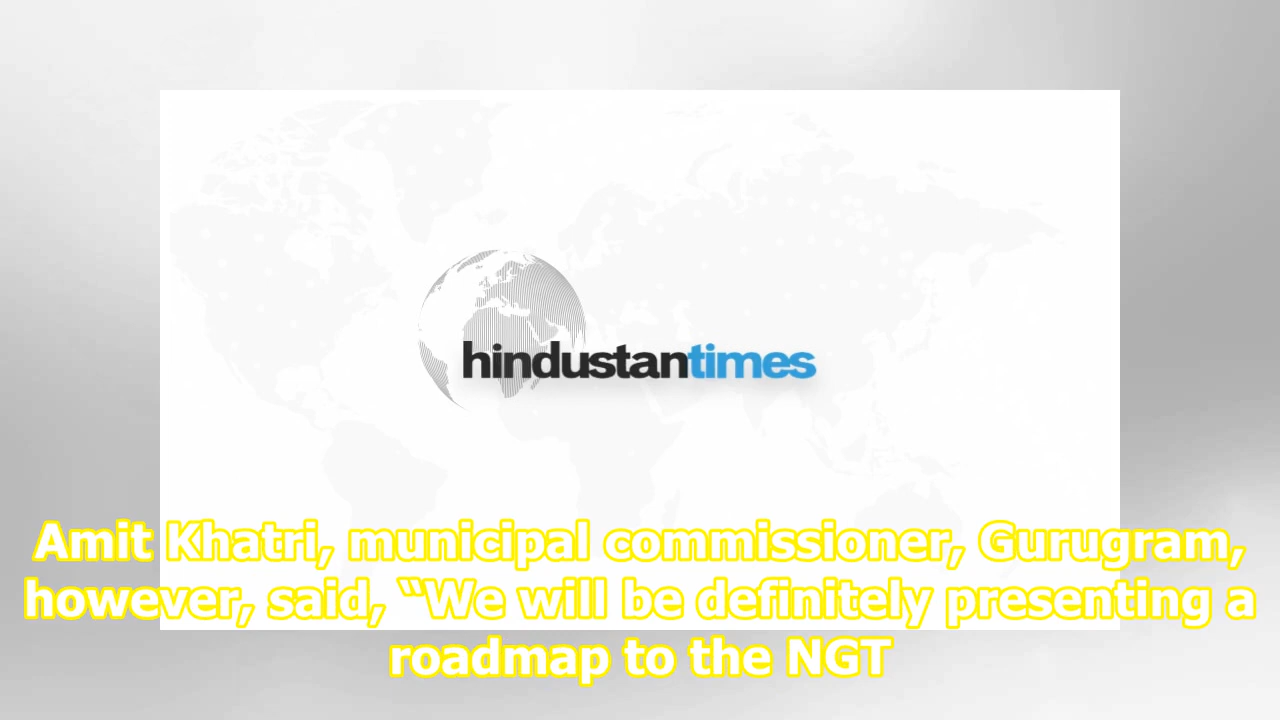 hindustantimes
Amit Khatri, municipal commissioner, Gurugram,
however, said, “We will be definitely presenting a
roadmap to the NGT